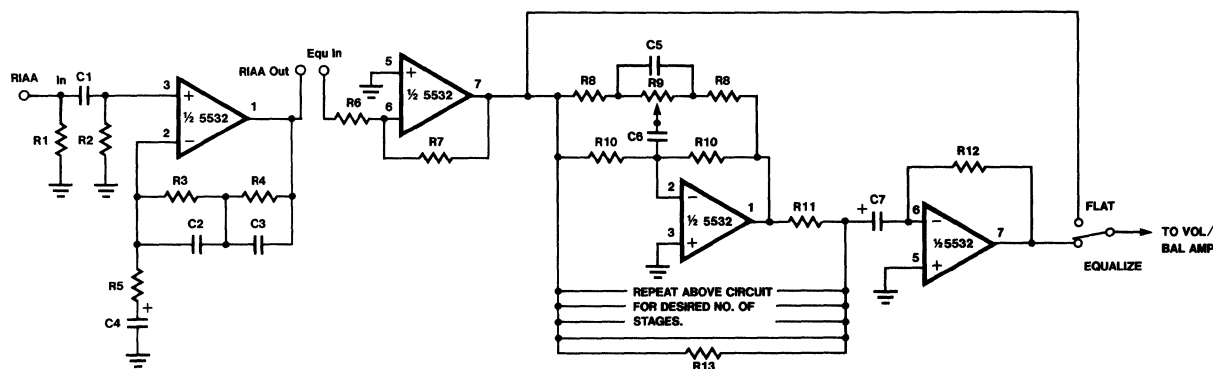 RIAA
In
C1
R1
R2
3
+
½ 5532
2
−
1
R3
R4
C2
C3
R5
+
C4
RIAA Out
Equ In
R6
5
+
½ 5532
6
7
R7
C5
R8
R9
R8
C6
R10
R10
2
−
½ 5532
3
+
1
R11
+
C7
R12
6
−
½5532
5
+
7
REPEAT ABOVE CIRCUIT
FOR DESIRED NO. OF
STAGES.
R13
FLAT
EQUALIZE
TO VOL/
BAL AMP